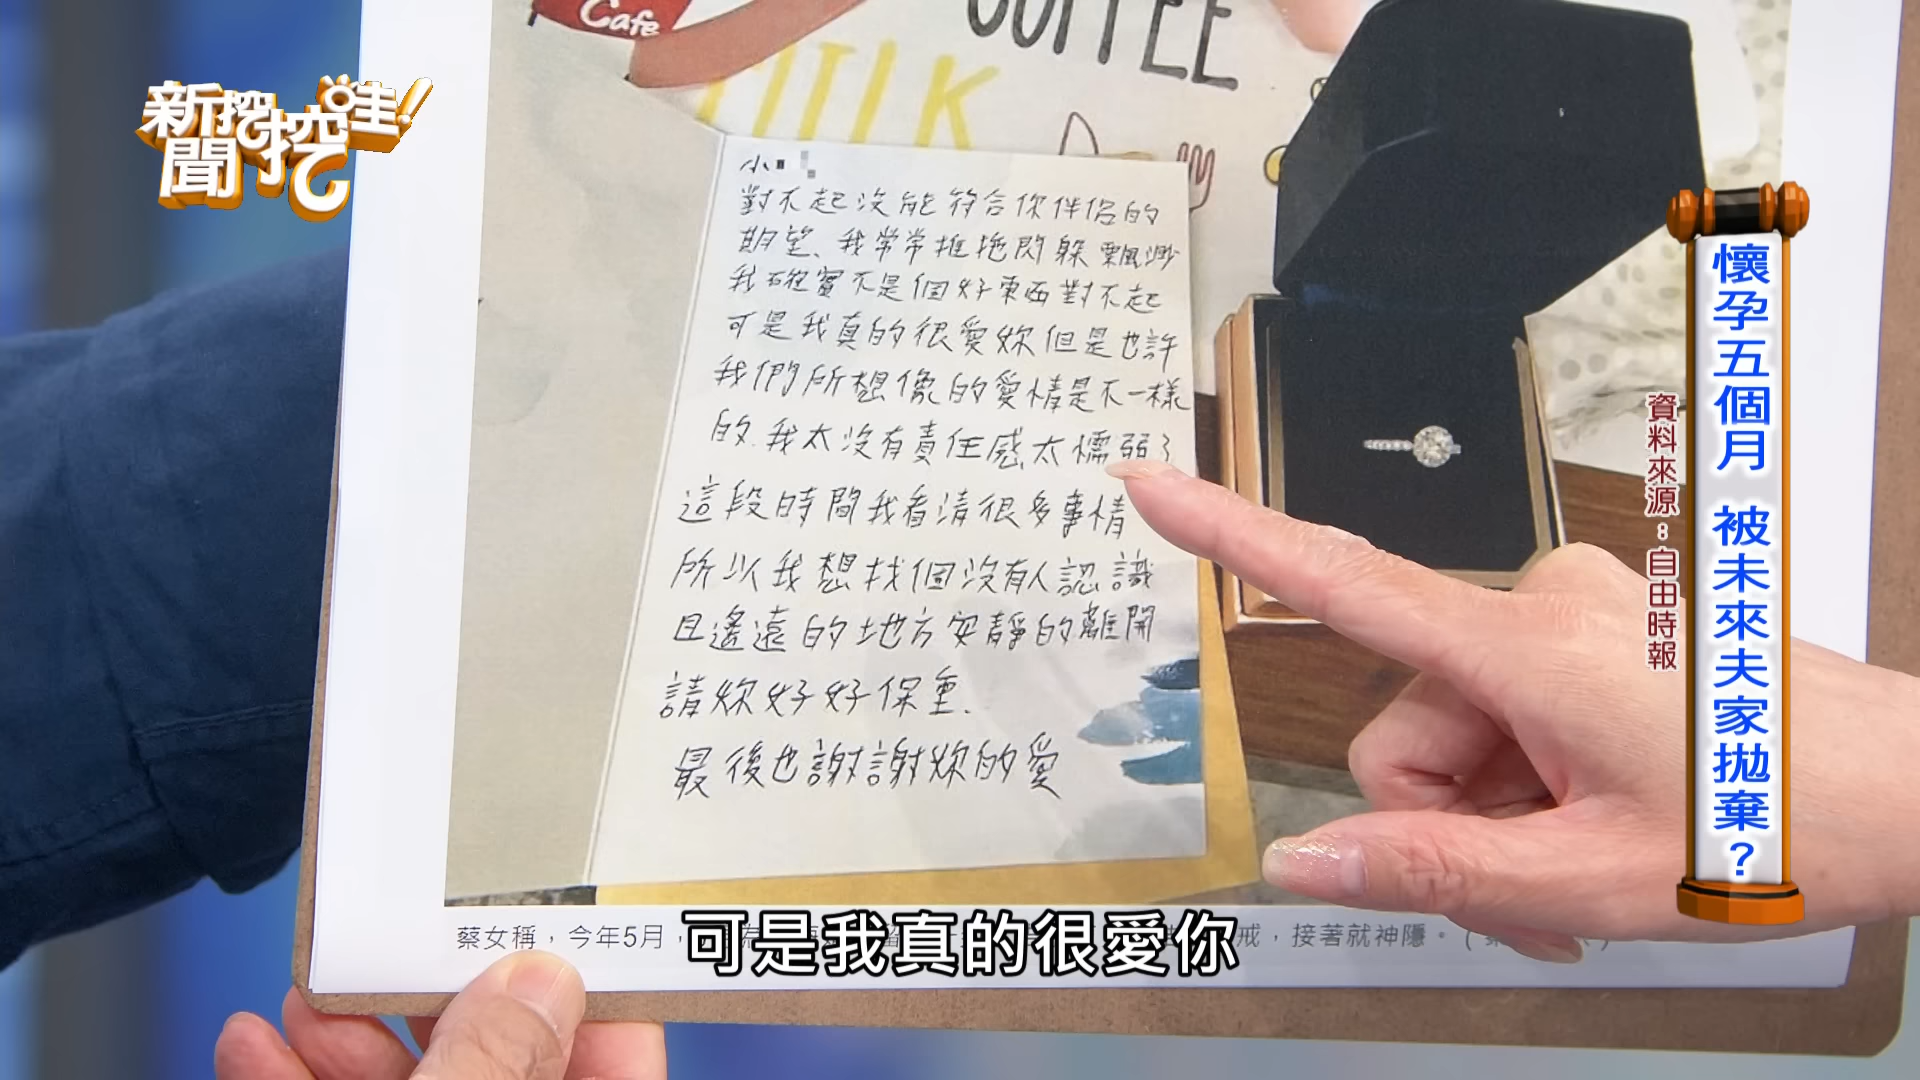 Cafe
COFFEE
MILK
新聞挖挖哇!
小
對不起沒能符合你伴侶的
期望、我常常推拖閃躲飄渺
我確實不是個好東西對不起
可是我真的很愛妳但是也許
我們所想像的愛情是不一樣
的.我太沒有責任感太懦弱了
這段時間我看清很多事情
所以我想找個沒有人認識
且遙遠的地方安靜的離開
請妳好好保重.
最後也謝謝妳的愛
懷孕五個月 被未來夫家拋棄?
資料來源:自由時報
蔡女稱,今年5月,
戒,接著就神隱。
可是我真的很愛你